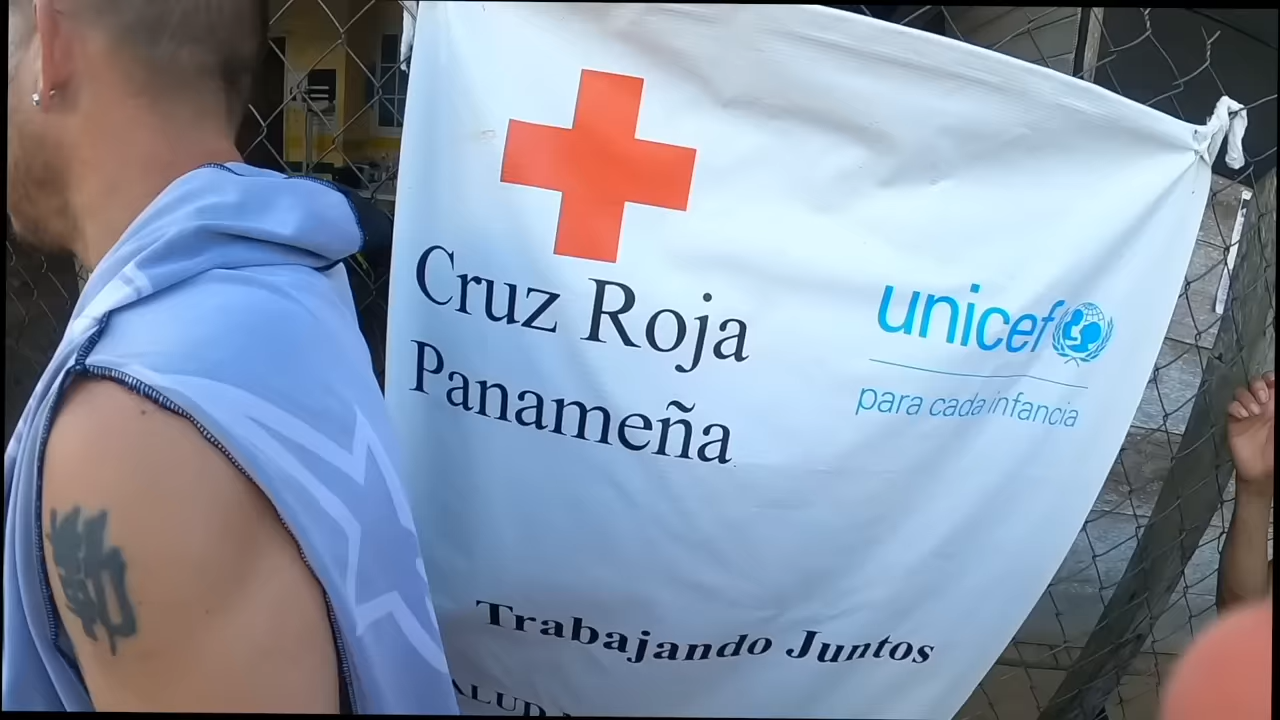 Cruz Roja
Panameña
unicef
para cada infancia
Trabajando Juntos